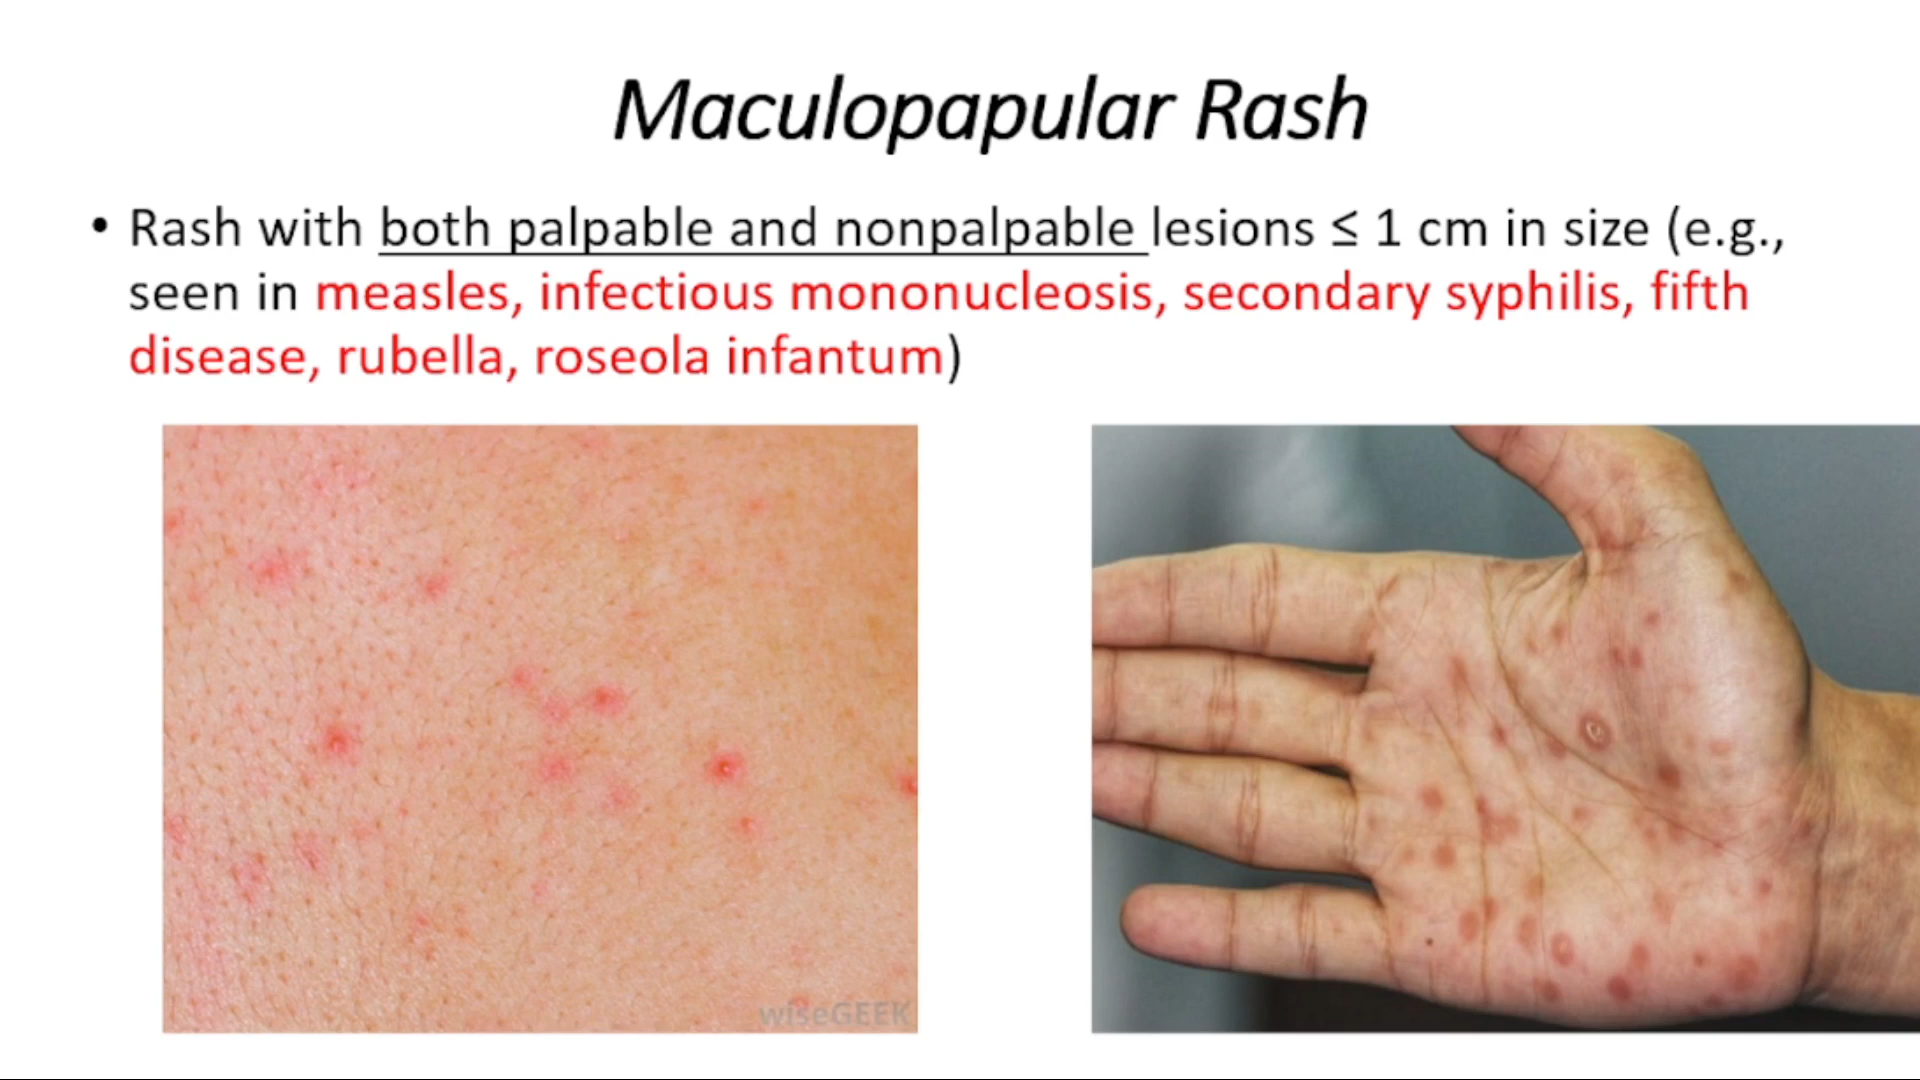 Maculopapular Rash
• Rash with both palpable and nonpalpable lesions ≤ 1 cm in size (e.g.,
seen in measles, infectious mononucleosis, secondary syphilis, fifth
disease, rubella, roseola infantum)
wiseGEEK